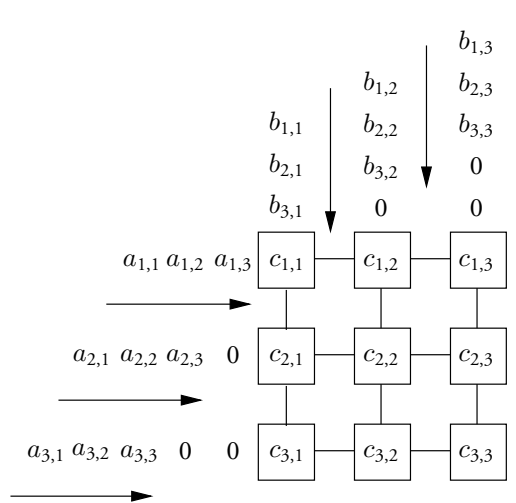 b1,3
b1,2 b2,3
b1,1 b2,2 b3,3
b2,1 b3,2 0
b3,1 0 0
a1,1 a1,2 a1,3 c1,1 c1,2 c1,3
a2,1 a2,2 a2,3 0 c2,1 c2,2 c2,3
a3,1 a3,2 a3,3 0 0 c3,1 c3,2 c3,3